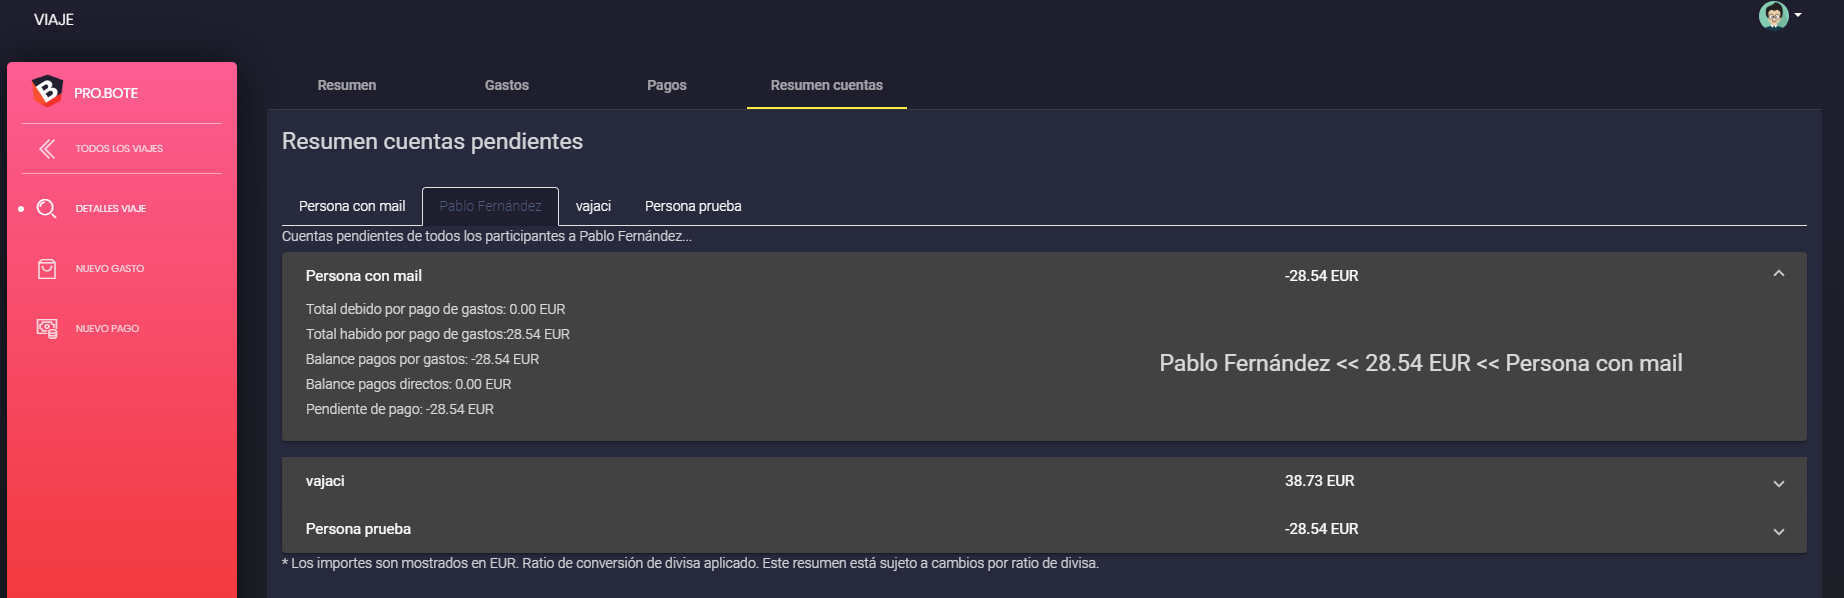 VIAJE
PRO.BOTE
TODOS LOS VIAJES
DETALLES VIAJE
NUEVO GASTO
NUEVO PAGO
Resumen Gastos Pagos Resumen cuentas
Resumen cuentas pendientes
Persona con mail Pablo Fernández vajaci Persona prueba
Cuentas pendientes de todos los participantes a Pablo Fernández...
Persona con mail -28.54 EUR
Total debido por pago de gastos: 0.00 EUR
Total habido por pago de gastos:28.54 EUR
Balance pagos por gastos: -28.54 EUR
Balance pagos directos: 0.00 EUR
Pendiente de pago: -28.54 EUR
Pablo Fernández << 28.54 EUR << Persona con mail
vajaci 38.73 EUR
Persona prueba -28.54 EUR
* Los importes son mostrados en EUR. Ratio de conversión de divisa aplicado. Este resumen está sujeto a cambios por ratio de divisa.